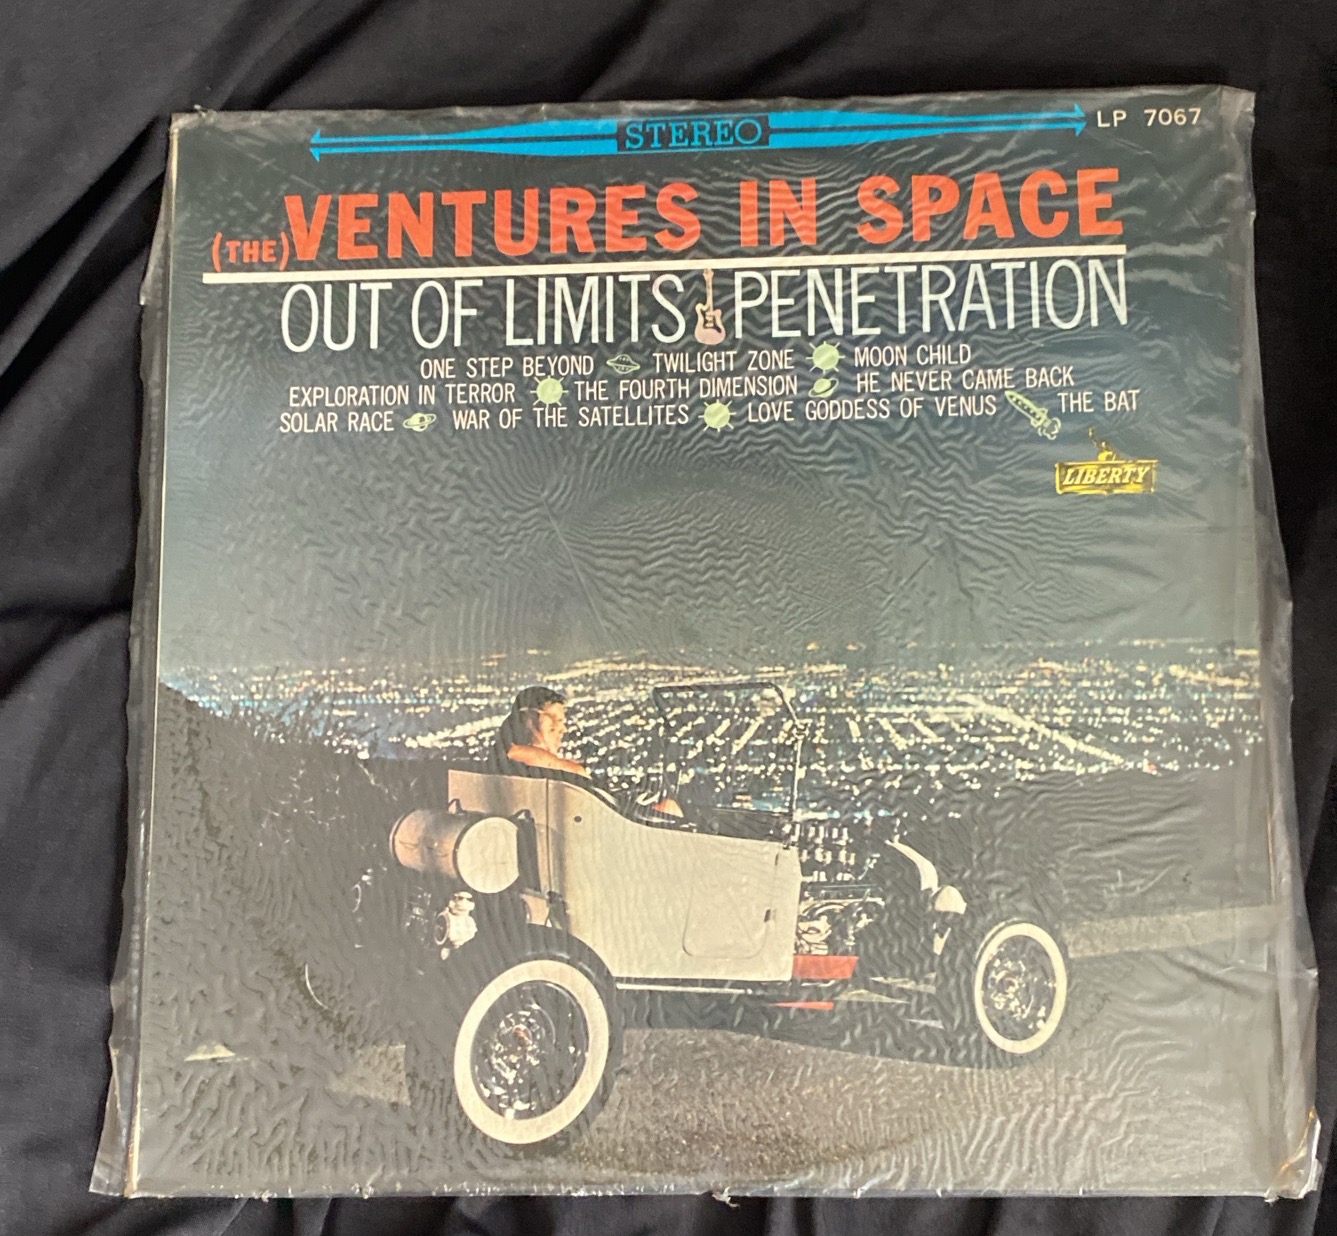 STEREO
LP 7067
(THE) VENTURES IN SPACE
OUT OF LIMITS PENETRATION
ONE STEP BEYOND TWILIGHT ZONE MOON CHILD
EXPLORATION IN TERROR THE FOURTH DIMENSION HE NEVER CAME BACK
SOLAR RACE WAR OF THE SATELLITES LOVE GODDESS OF VENUS THE BAT
LIBERTY